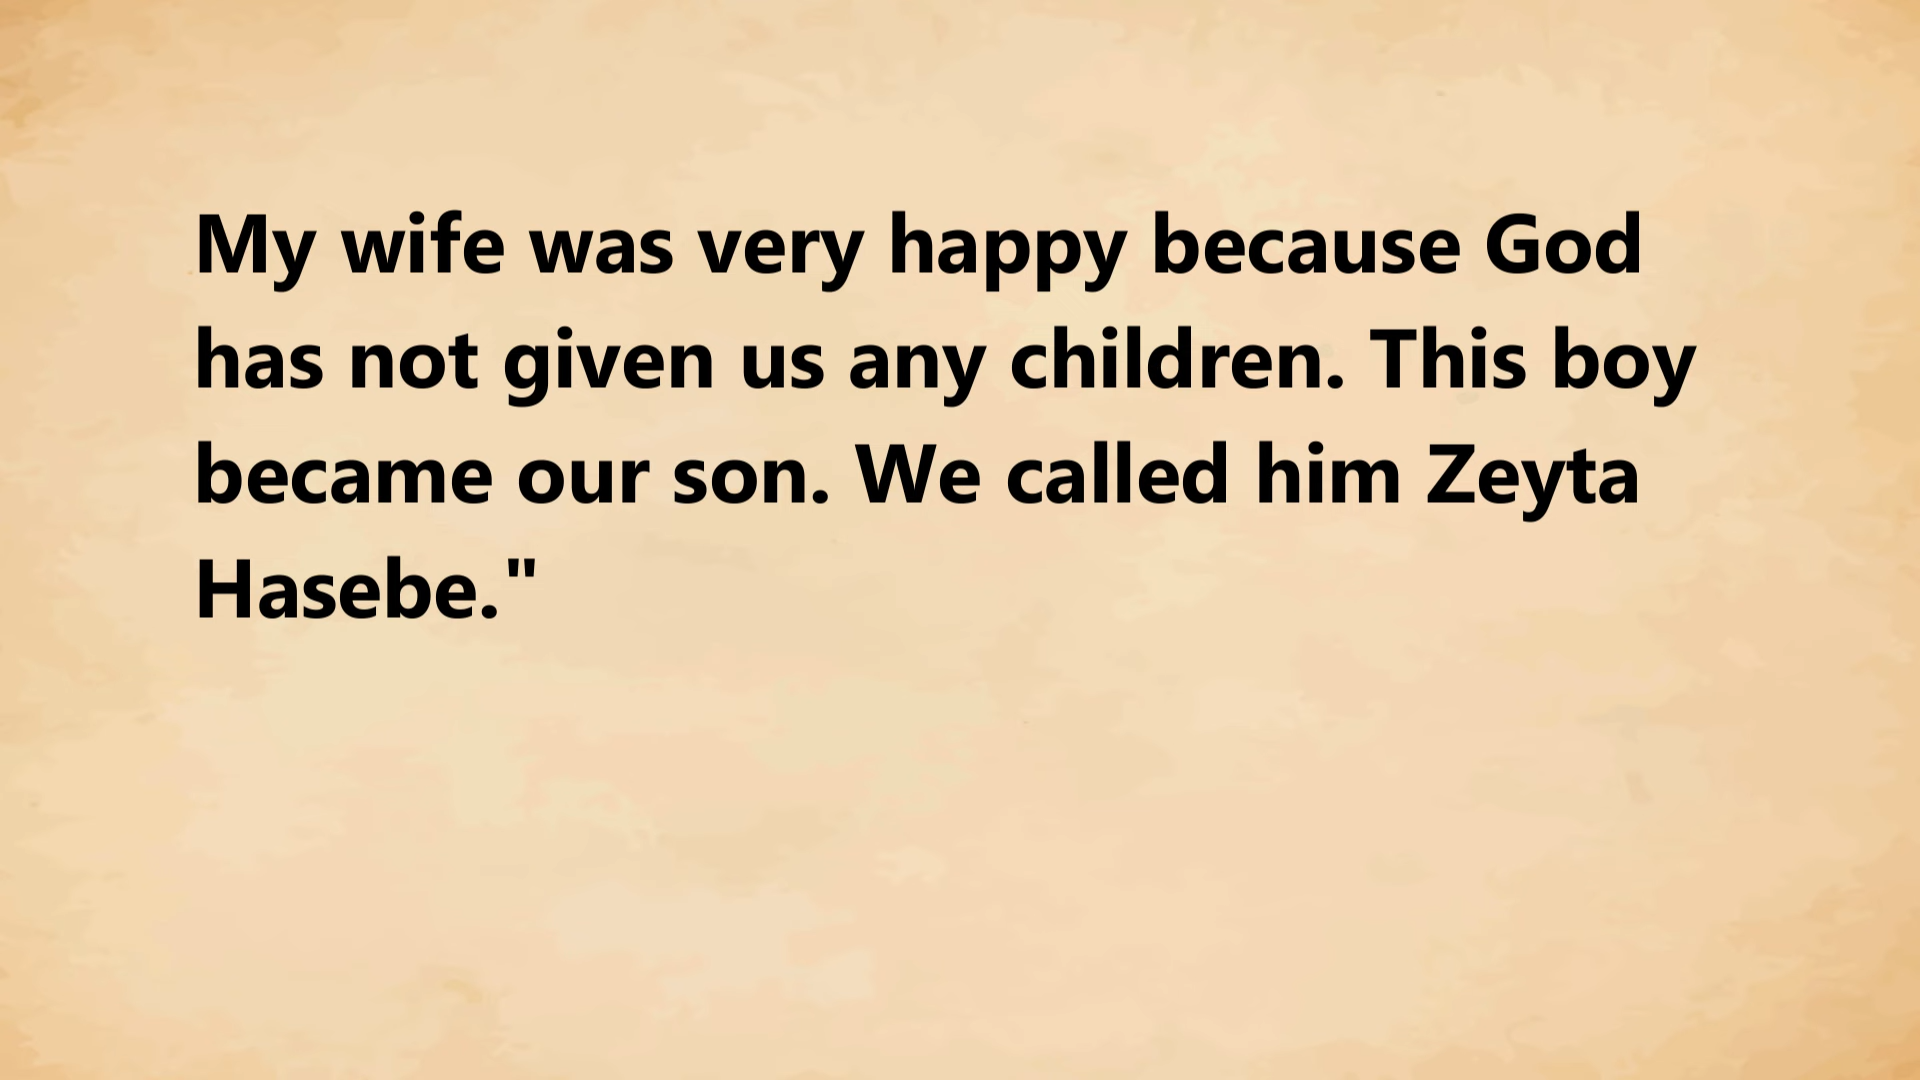 My wife was very happy because God
has not given us any children. This boy
became our son. We called him Zeyta
Hasebe."